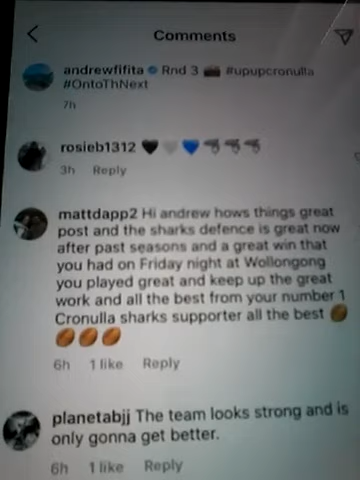 Comments
andrewfifita Rnd 3 📷 #upupcronulla
#OntoThNext
7h
rosieb1312 🖤🤍💙🦈🦈🦈
3h Reply
mattdapp2 Hi andrew hows things great
post and the sharks defence is great now
after past seasons and a great win that
you had on Friday night at Wollongong
you played great and keep up the great
work and all the best from your number 1
Cronulla sharks supporter all the best 🏉
🏉🏉🏉
6h 1 like Reply
planetabjj The team looks strong and is
only gonna get better.
6h 1 like Reply